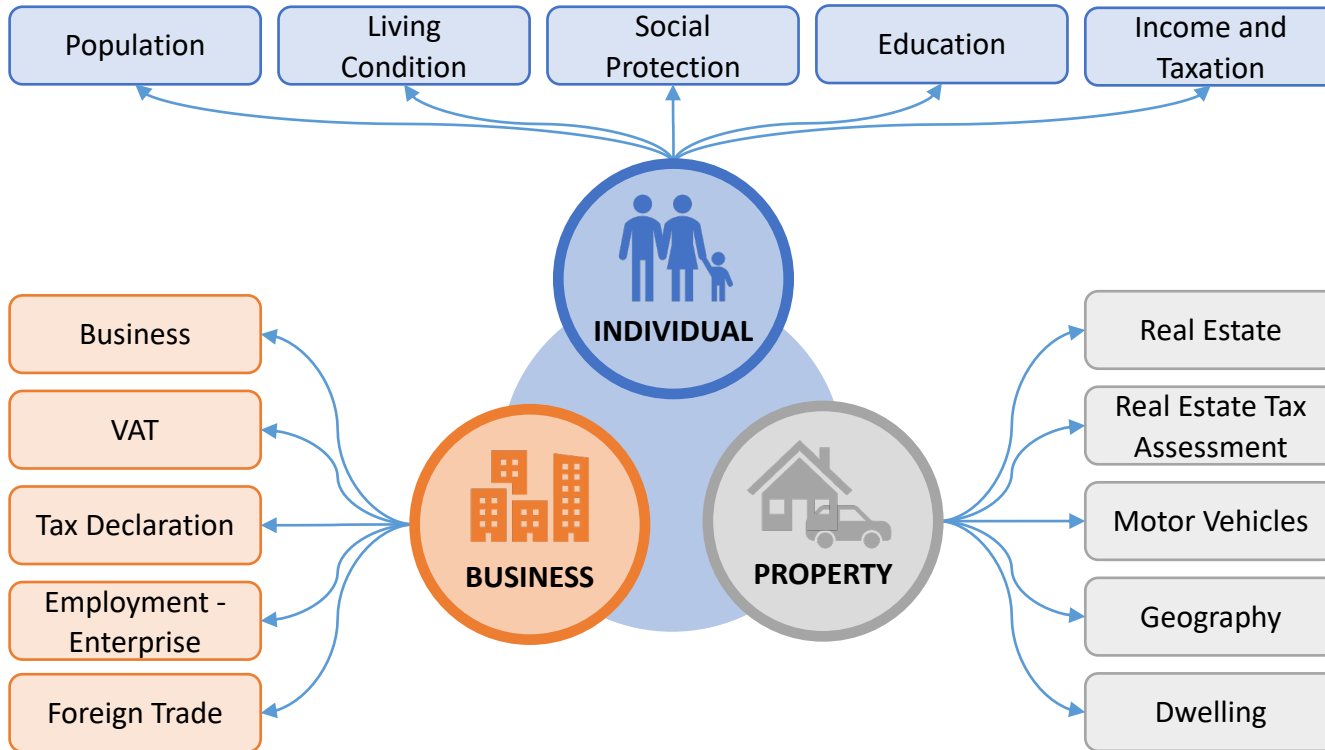 Population
Living
Condition
Social
Protection
Education
Income and
Taxation
INDIVIDUAL
Business
VAT
Tax Declaration
Employment -
Enterprise
Foreign Trade
BUSINESS
PROPERTY
Real Estate
Real Estate Tax
Assessment
Motor Vehicles
Geography
Dwelling